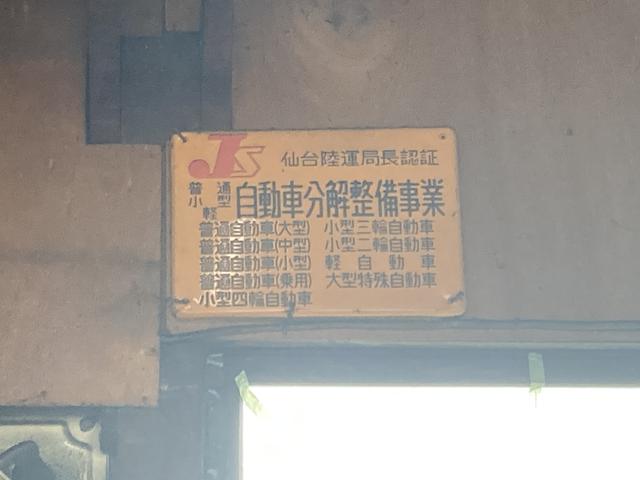 JS 仙台陸運局長認証
普通
小型
軽
自動車分解整備事業
普通自動車(大型) 小型三輪自動車
普通自動車(中型) 小型二輪自動車
普通自動車(小型) 軽自動車
普通自動車(乗用) 大型特殊自動車
小型四輪自動車